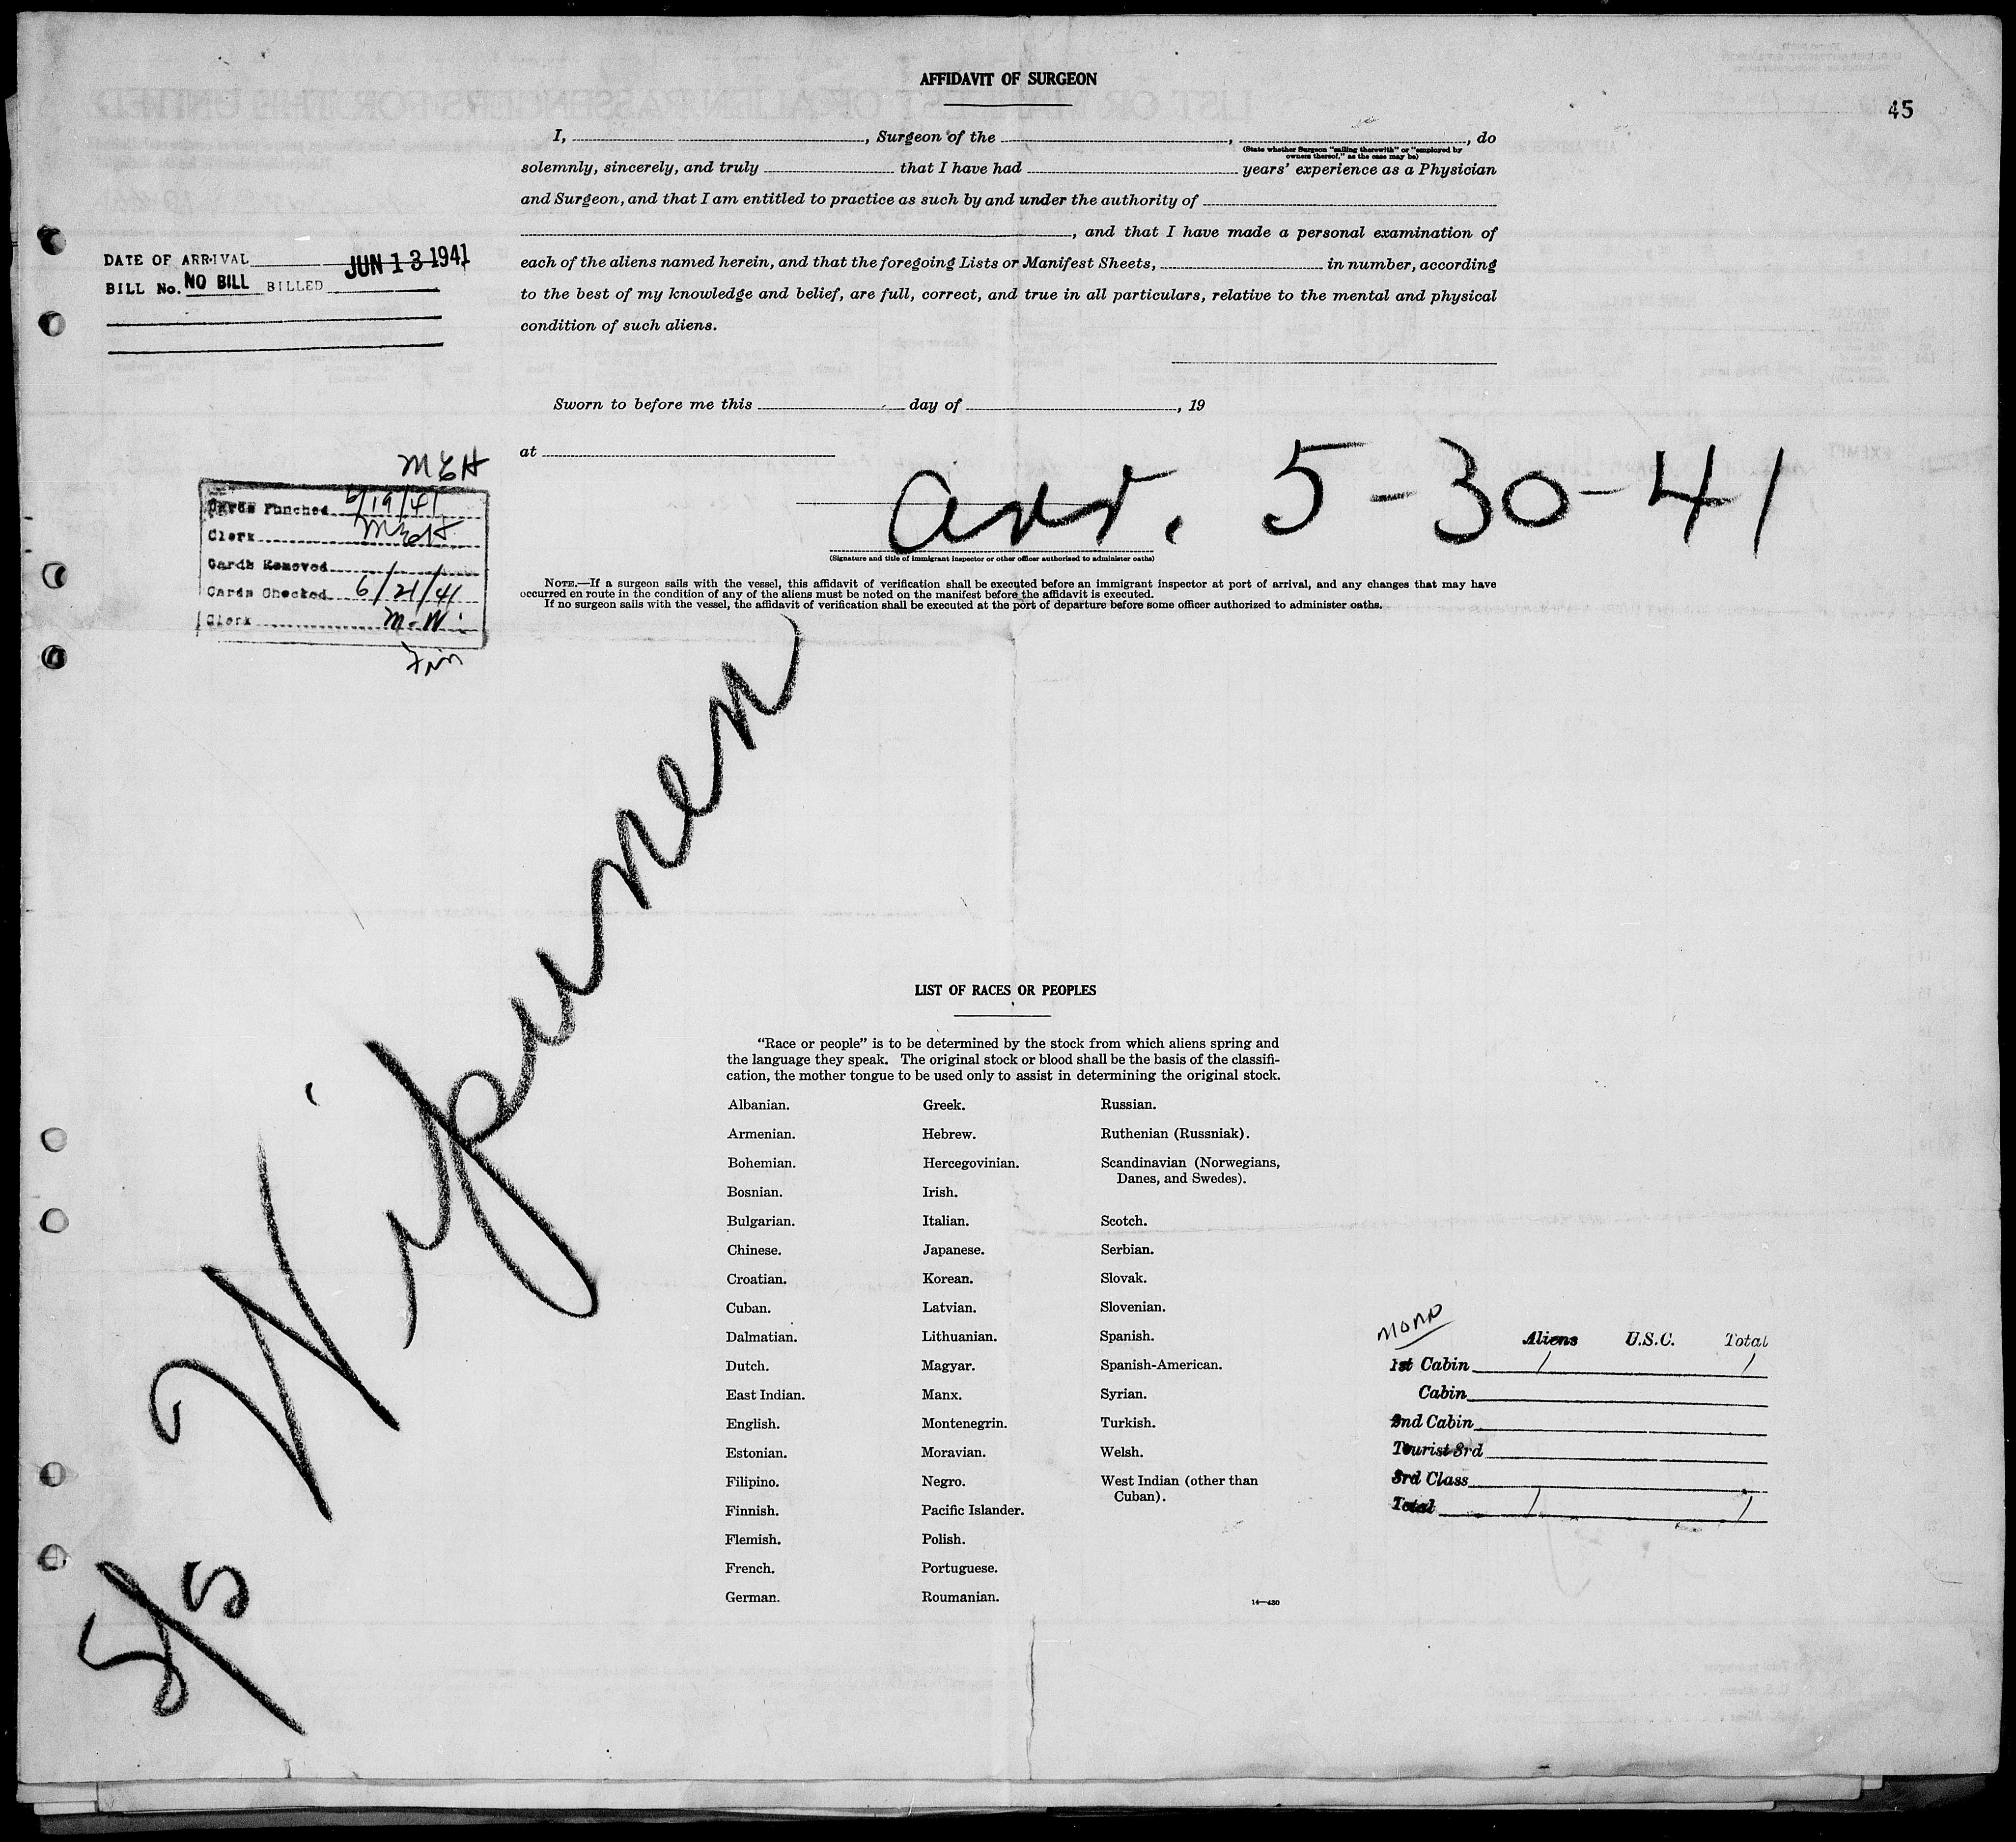 AFFIDAVIT OF SURGEON
45
I, , Surgeon of the , , do
(State whether Surgeon "sailing therewith" or "employed by
owners thereof," as the case may be)
solemnly, sincerely, and truly that I have had years' experience as a Physician
and Surgeon, and that I am entitled to practice as such by and under the authority of
, and that I have made a personal examination of
each of the aliens named herein, and that the foregoing Lists or Manifest Sheets, in number, according
to the best of my knowledge and belief, are full, correct, and true in all particulars, relative to the mental and physical
condition of such aliens.
DATE OF ARRIVAL JUN 13 1941
BILL No. NO BILL BILLED
Sworn to before me this day of , 19
at
arr. 5-30-41
(Signature and title of immigrant inspector or other officer authorized to administer oaths)
NOTE.—If a surgeon sails with the vessel, this affidavit of verification shall be executed before an immigrant inspector at port of arrival, and any changes that may have
occurred en route in the condition of any of the aliens must be noted on the manifest before the affidavit is executed.
If no surgeon sails with the vessel, the affidavit of verification shall be executed at the port of departure before some officer authorized to administer oaths.
MEH
Cards Punched 6/19/41
Clerk MEH
Cards Removed
Cards Checked 6/21/41
Clerk M.W.
S/S Wipunen
LIST OF RACES OR PEOPLES
"Race or people" is to be determined by the stock from which aliens spring and
the language they speak. The original stock or blood shall be the basis of the classifi-
cation, the mother tongue to be used only to assist in determining the original stock.
Albanian.
Armenian.
Bohemian.
Bosnian.
Bulgarian.
Chinese.
Croatian.
Cuban.
Dalmatian.
Dutch.
East Indian.
English.
Estonian.
Filipino.
Finnish.
Flemish.
French.
German.
Greek.
Hebrew.
Hercegovinian.
Irish.
Italian.
Japanese.
Korean.
Latvian.
Lithuanian.
Magyar.
Manx.
Montenegrin.
Moravian.
Negro.
Pacific Islander.
Polish.
Portuguese.
Roumanian.
Russian.
Ruthenian (Russniak).
Scandinavian (Norwegians,
Danes, and Swedes).
Scotch.
Serbian.
Slovak.
Slovenian.
Spanish.
Spanish-American.
Syrian.
Turkish.
Welsh.
West Indian (other than
Cuban).
14—430
Aliens U.S.C. Total
1st Cabin 1 1
Cabin
2nd Cabin
Tourist 3rd
3rd Class
Total 1 1